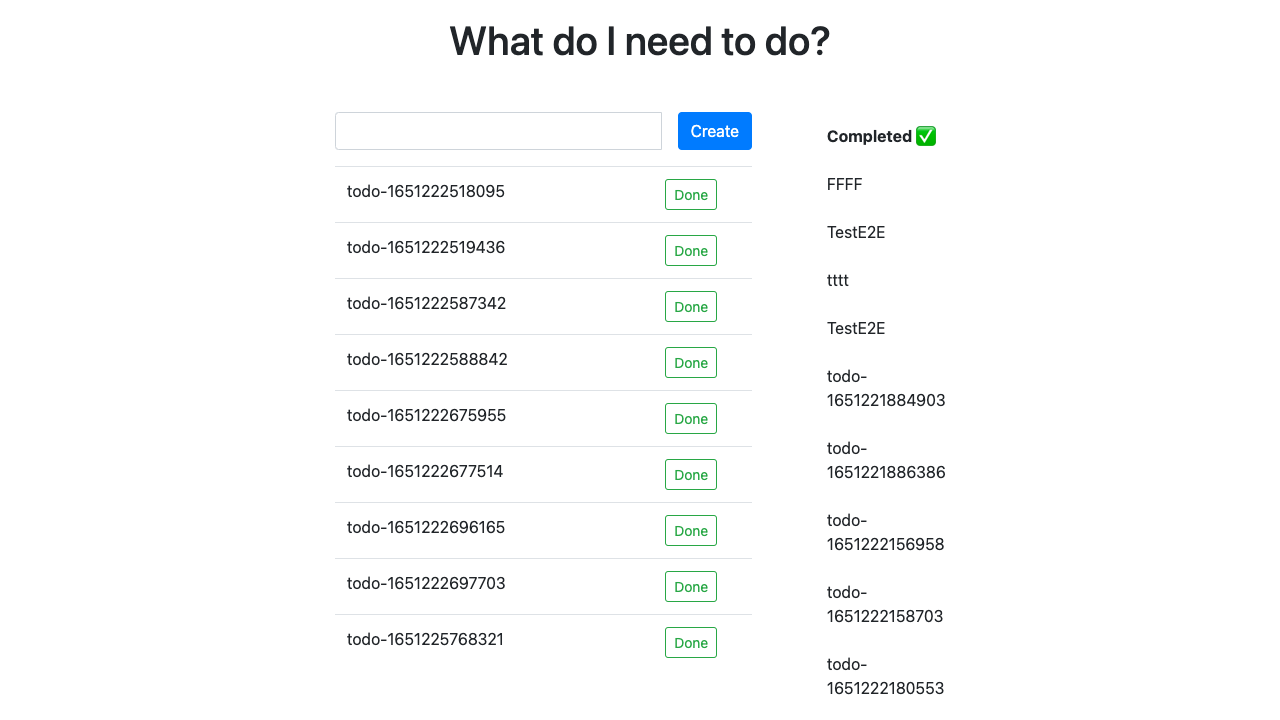 What do I need to do?
Create
todo-1651222518095 Done
todo-1651222519436 Done
todo-1651222587342 Done
todo-1651222588842 Done
todo-1651222675955 Done
todo-1651222677514 Done
todo-1651222696165 Done
todo-1651222697703 Done
todo-1651225768321 Done
Completed ✅
FFFF
TestE2E
tttt
TestE2E
todo-
1651221884903
todo-
1651221886386
todo-
1651222156958
todo-
1651222158703
todo-
1651222180553